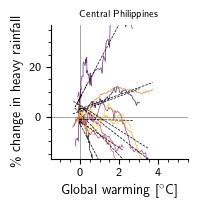 Central Philippines
% change in heavy rainfall
20
0
0 2 4
Global warming [°C]